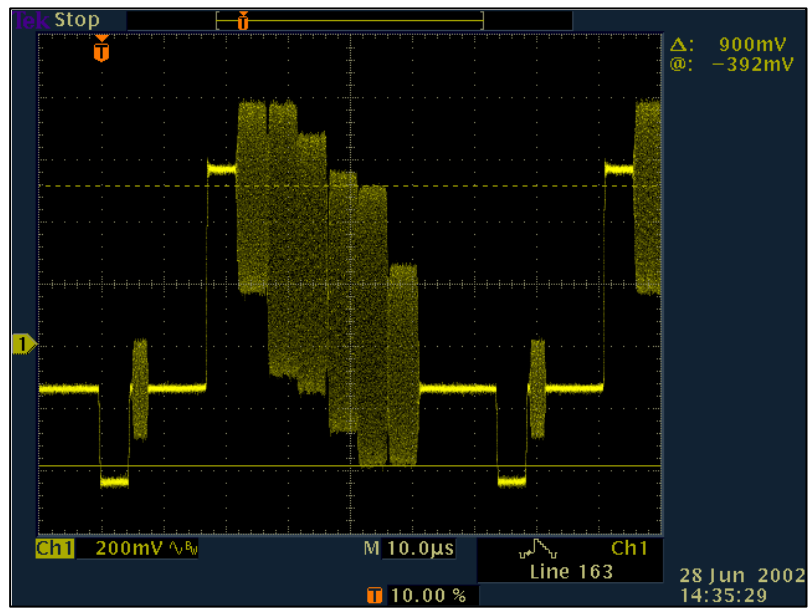 Tek Stop
T
T
Δ: 900mV
@: −392mV
1
Ch1 200mV ∿BW M 10.0µs Ch1
Line 163
T 10.00 %
28 Jun 2002
14:35:29